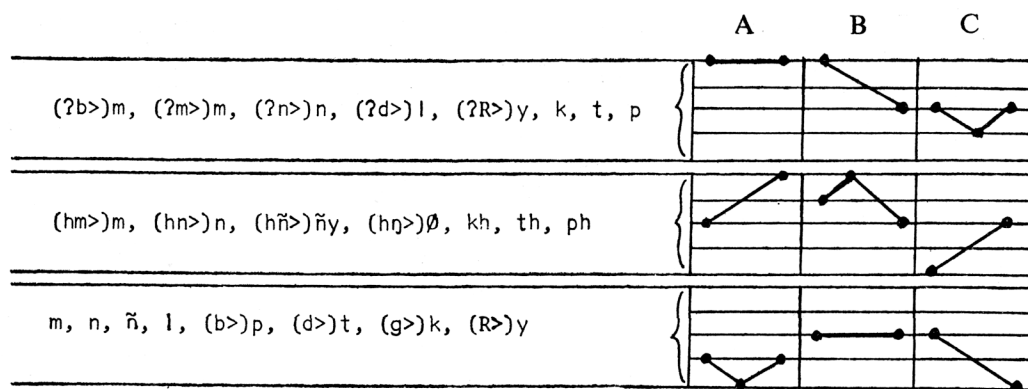 A B C
(ʔb>)m, (ʔm>)m, (ʔn>)n, (ʔd>)l, (ʔR>)y, k, t, p
(hm>)m, (hn>)n, (hñ>)ñy, (hŋ>)Ø, kh, th, ph
m, n, ñ, l, (b>)p, (d>)t, (g>)k, (R>)y